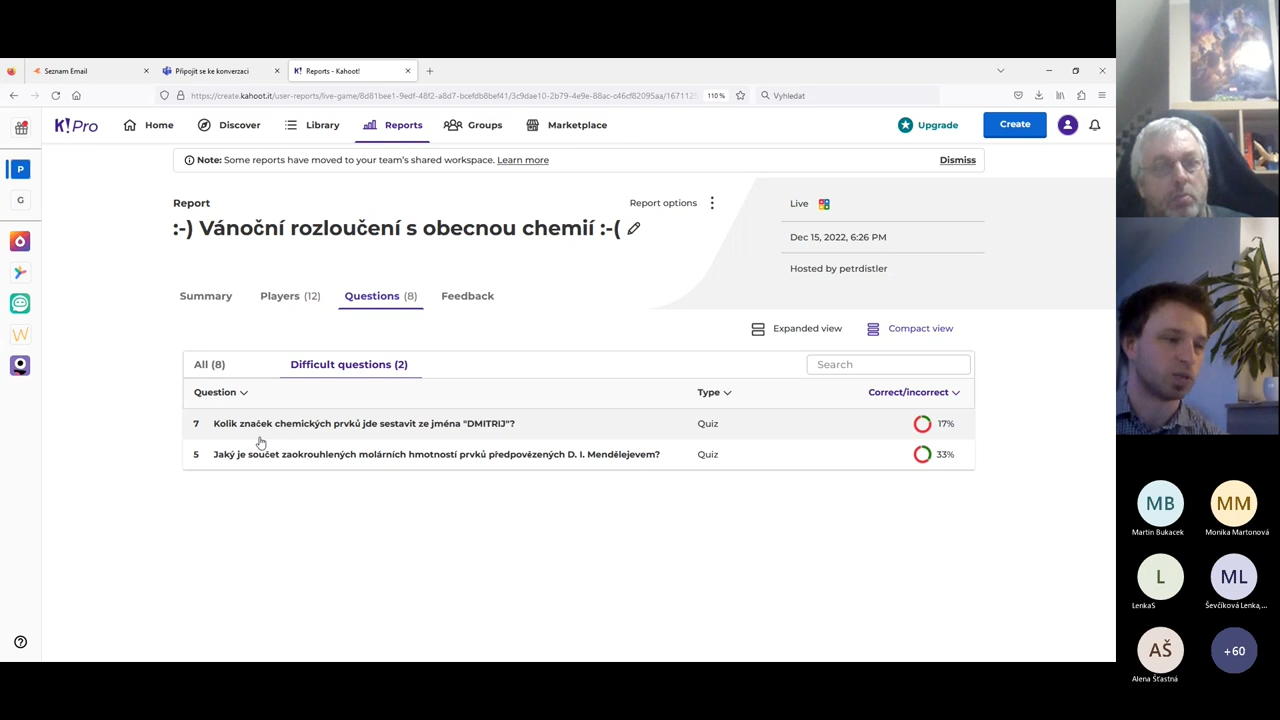 Seznam Email
Připojit se ke konverzaci
K! Reports - Kahoot!
110 %
Vyhledat
K!Pro
Home
Discover
Library
Reports
Groups
Marketplace
Upgrade
Create
P
G
W
Note: Some reports have moved to your team's shared workspace. Learn more
Dismiss
Report
Report options
:-) Vánoční rozloučení s obecnou chemií :-(
Live
Dec 15, 2022, 6:26 PM
Hosted by petrdistler
Summary
Players (12)
Questions (8)
Feedback
Expanded view
Compact view
All (8)
Difficult questions (2)
Search
Question
Type
Correct/incorrect
7 Kolik značek chemických prvků jde sestavit ze jména "DMITRIJ"? Quiz 17%
5 Jaký je součet zaokrouhlených molárních hmotností prvků předpovězených D. I. Mendělejevem? Quiz 33%
MB
Martin Bukacek
MM
Monika Martonová
L
LenkaS
ML
Ševčíková Lenka,...
AŠ
Alena Šťastná
+60